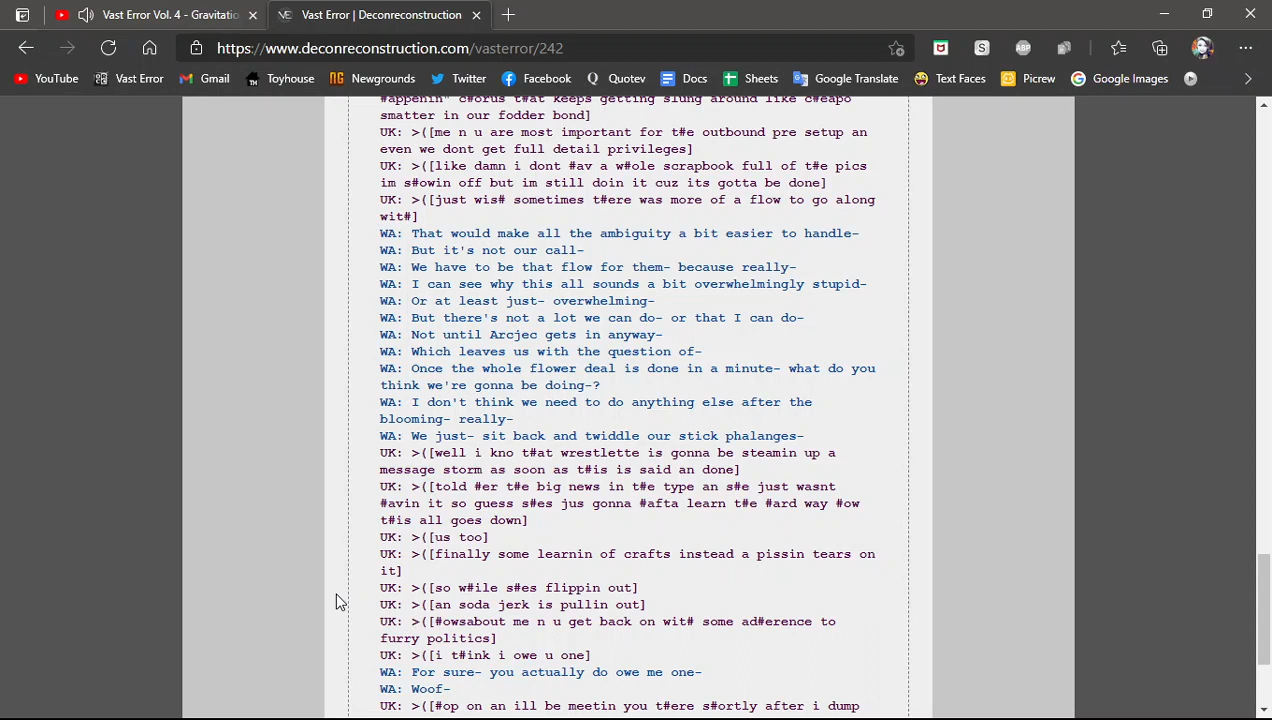 Vast Error Vol. 4 - Gravitatio
Vast Error | Deconreconstruction
https://www.deconreconstruction.com/vasterror/242
YouTube Vast Error Gmail Toyhouse Newgrounds Twitter Facebook Quotev Docs Sheets Google Translate Text Faces Picrew Google Images
#appenin" c#orus t#at keeps getting slung around like c#eapo
smatter in our fodder bond]
UK: >([me n u are most important for t#e outbound pre setup an
even we dont get full detail privileges]
UK: >([like damn i dont #av a w#ole scrapbook full of t#e pics
im s#owin off but im still doin it cuz its gotta be done]
UK: >([just wis# sometimes t#ere was more of a flow to go along
wit#]
WA: That would make all the ambiguity a bit easier to handle-
WA: But it's not our call-
WA: We have to be that flow for them- because really-
WA: I can see why this all sounds a bit overwhelmingly stupid-
WA: Or at least just- overwhelming-
WA: But there's not a lot we can do- or that I can do-
WA: Not until Arcjec gets in anyway-
WA: Which leaves us with the question of-
WA: Once the whole flower deal is done in a minute- what do you
think we're gonna be doing-?
WA: I don't think we need to do anything else after the
blooming- really-
WA: We just- sit back and twiddle our stick phalanges-
UK: >([well i kno t#at wrestlette is gonna be steamin up a
message storm as soon as t#is is said an done]
UK: >([told #er t#e big news in t#e type an s#e just wasnt
#avin it so guess s#es jus gonna #afta learn t#e #ard way #ow
t#is all goes down]
UK: >([us too]
UK: >([finally some learnin of crafts instead a pissin tears on
it]
UK: >([so w#ile s#es flippin out]
UK: >([an soda jerk is pullin out]
UK: >([#owsabout me n u get back on wit# some ad#erence to
furry politics]
UK: >([i t#ink i owe u one]
WA: For sure- you actually do owe me one-
WA: Woof-
UK: >([#op on an ill be meetin you t#ere s#ortly after i dump